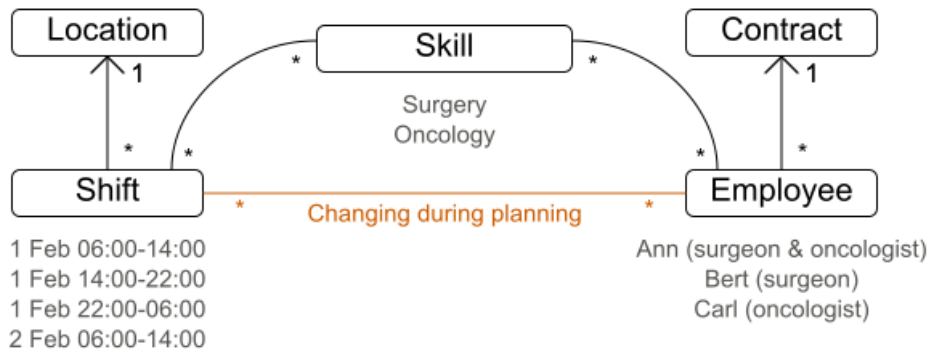 Location
Skill
Contract
1
*
*
1
Surgery
Oncology
*
*
*
*
Shift
Employee
*
Changing during planning
*
1 Feb 06:00-14:00
1 Feb 14:00-22:00
1 Feb 22:00-06:00
2 Feb 06:00-14:00
Ann (surgeon & oncologist)
Bert (surgeon)
Carl (oncologist)